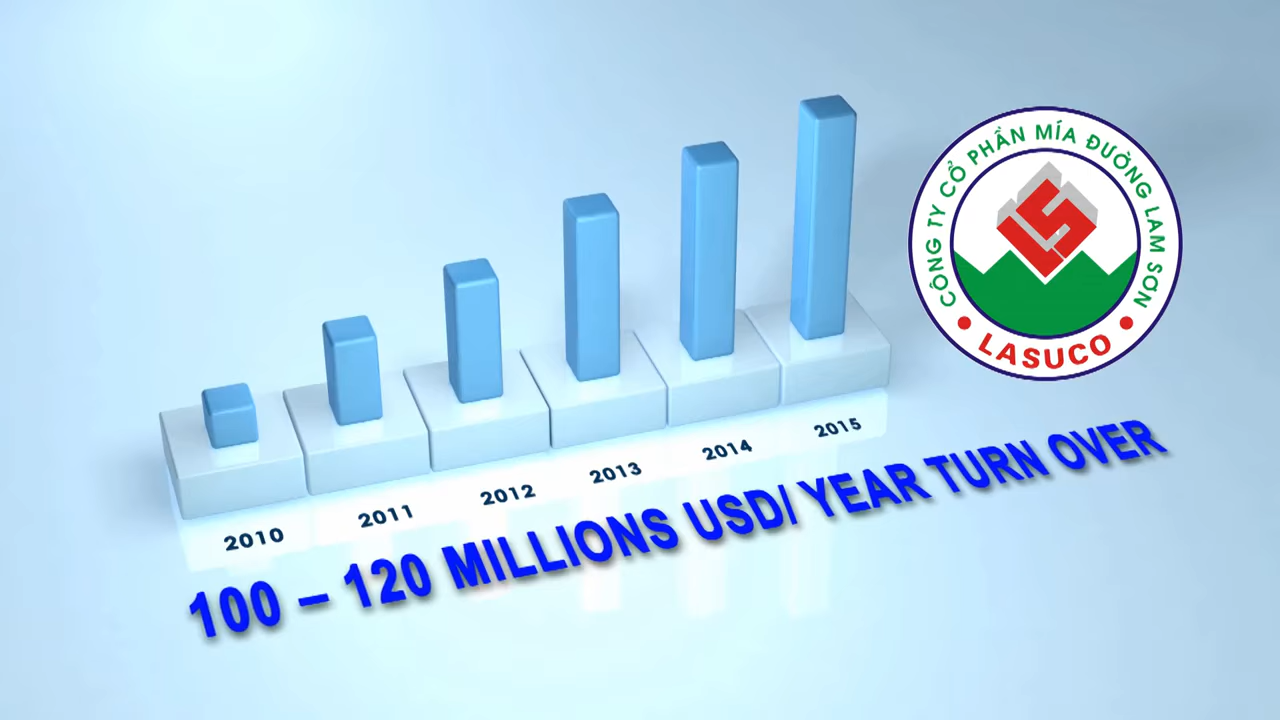 CÔNG TY CỔ PHẦN MÍA ĐƯỜNG LAM SƠN
LS
• LASUCO •
2010 2011 2012 2013 2014 2015
100 – 120 MILLIONS USD/ YEAR TURN OVER